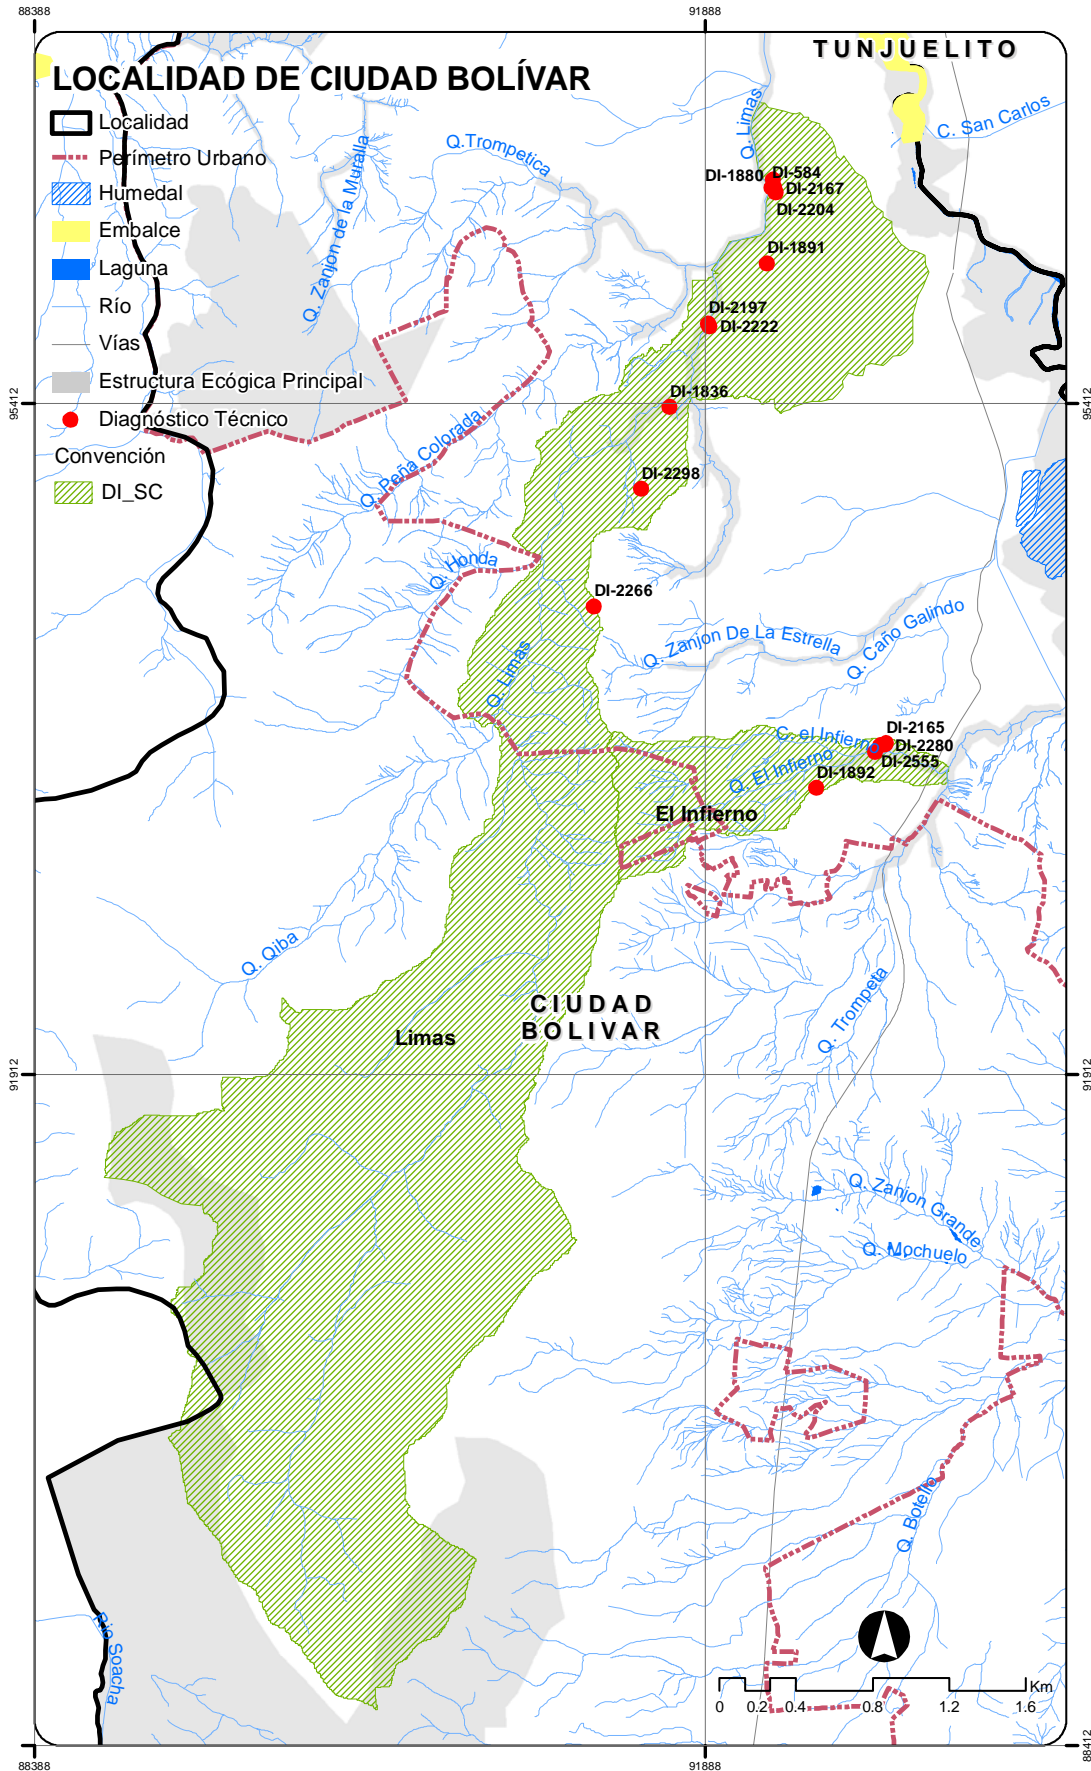 88388
91888
TUNJUELITO
LOCALIDAD DE CIUDAD BOLÍVAR
Localidad
Perímetro Urbano
Humedal
Embalce
Laguna
Río
Vías
Estructura Ecógica Principal
Diagnóstico Técnico
Convención
DI_SC
Q. Limas
C. San Carlos
Q.Trompetica
Q. Zanjon de la Muralla
DI-1880
DI-584
DI-2167
DI-2204
DI-1891
DI-2197
DI-2222
DI-1836
95412
95412
Q. Peña Colorada
DI-2298
Q. Honda
DI-2266
Q. Zanjon De La Estrella
Q. Caño Galindo
Q. Limas
DI-2165
C. el Infierno
DI-2280
DI-2555
Q. El Infierno
DI-1892
El Infierno
Q. Qiba
Q. Trompeta
CIUDAD
BOLIVAR
Limas
91912
91912
Q. Zanjon Grande
Q. Mochuelo
Q. Botello
Río Soacha
Km
0 0.2 0.4 0.8 1.2 1.6
88412
88388
91888